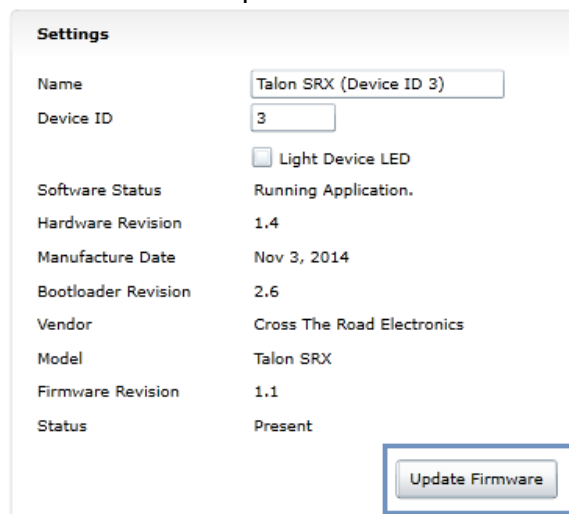 Settings
Name Talon SRX (Device ID 3)
Device ID 3
Light Device LED
Software Status Running Application.
Hardware Revision 1.4
Manufacture Date Nov 3, 2014
Bootloader Revision 2.6
Vendor Cross The Road Electronics
Model Talon SRX
Firmware Revision 1.1
Status Present
Update Firmware